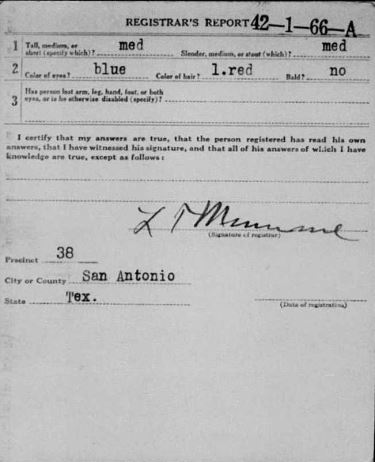 REGISTRAR'S REPORT 42-1-66-A
1 Tall, medium, or short (specify which)? med Slender, medium, or stout (which)? med
2 Color of eyes? blue Color of hair? l.red Bald? no
3 Has person lost arm, leg, hand, foot, or both
eyes, or is he otherwise disabled (specify)?
I certify that my answers are true, that the person registered has read his own
answers, that I have witnessed his signature, and that all of his answers of which I have
knowledge are true, except as follows:
L T
(Signature of registrar)
Precinct 38
City or County San Antonio
State Tex.
(Date of registration)